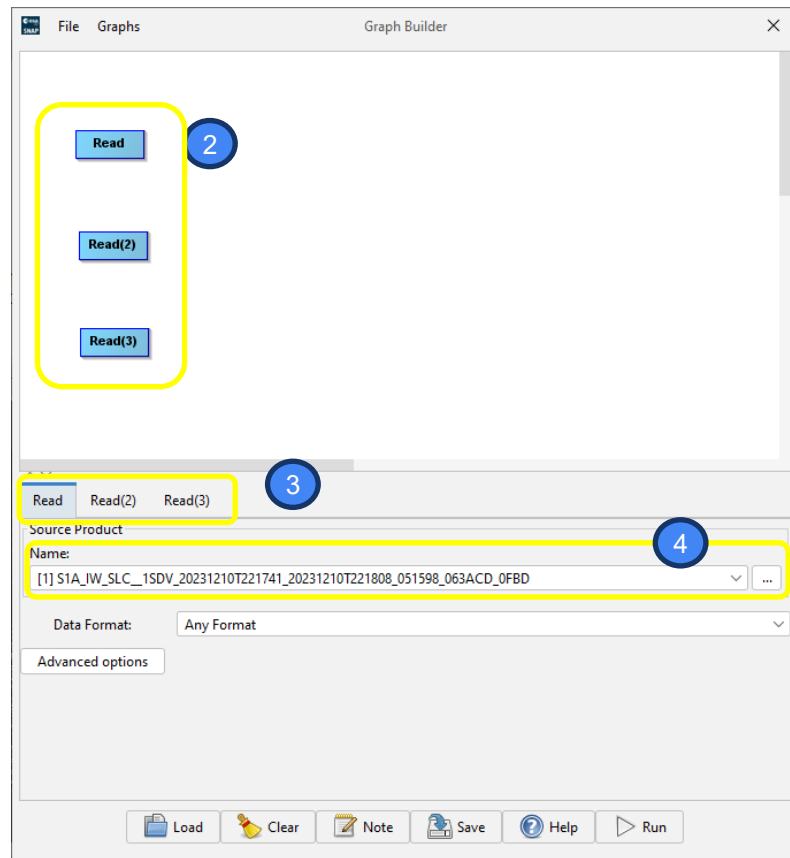 esa
SNAP
File Graphs Graph Builder
Read
2
Read(2)
Read(3)
3
Read Read(2) Read(3)
Source Product
4
Name:
[1] S1A_IW_SLC__1SDV_20231210T221741_20231210T221808_051598_063ACD_0FBD ...
Data Format: Any Format
Advanced options
Load Clear Note Save Help Run